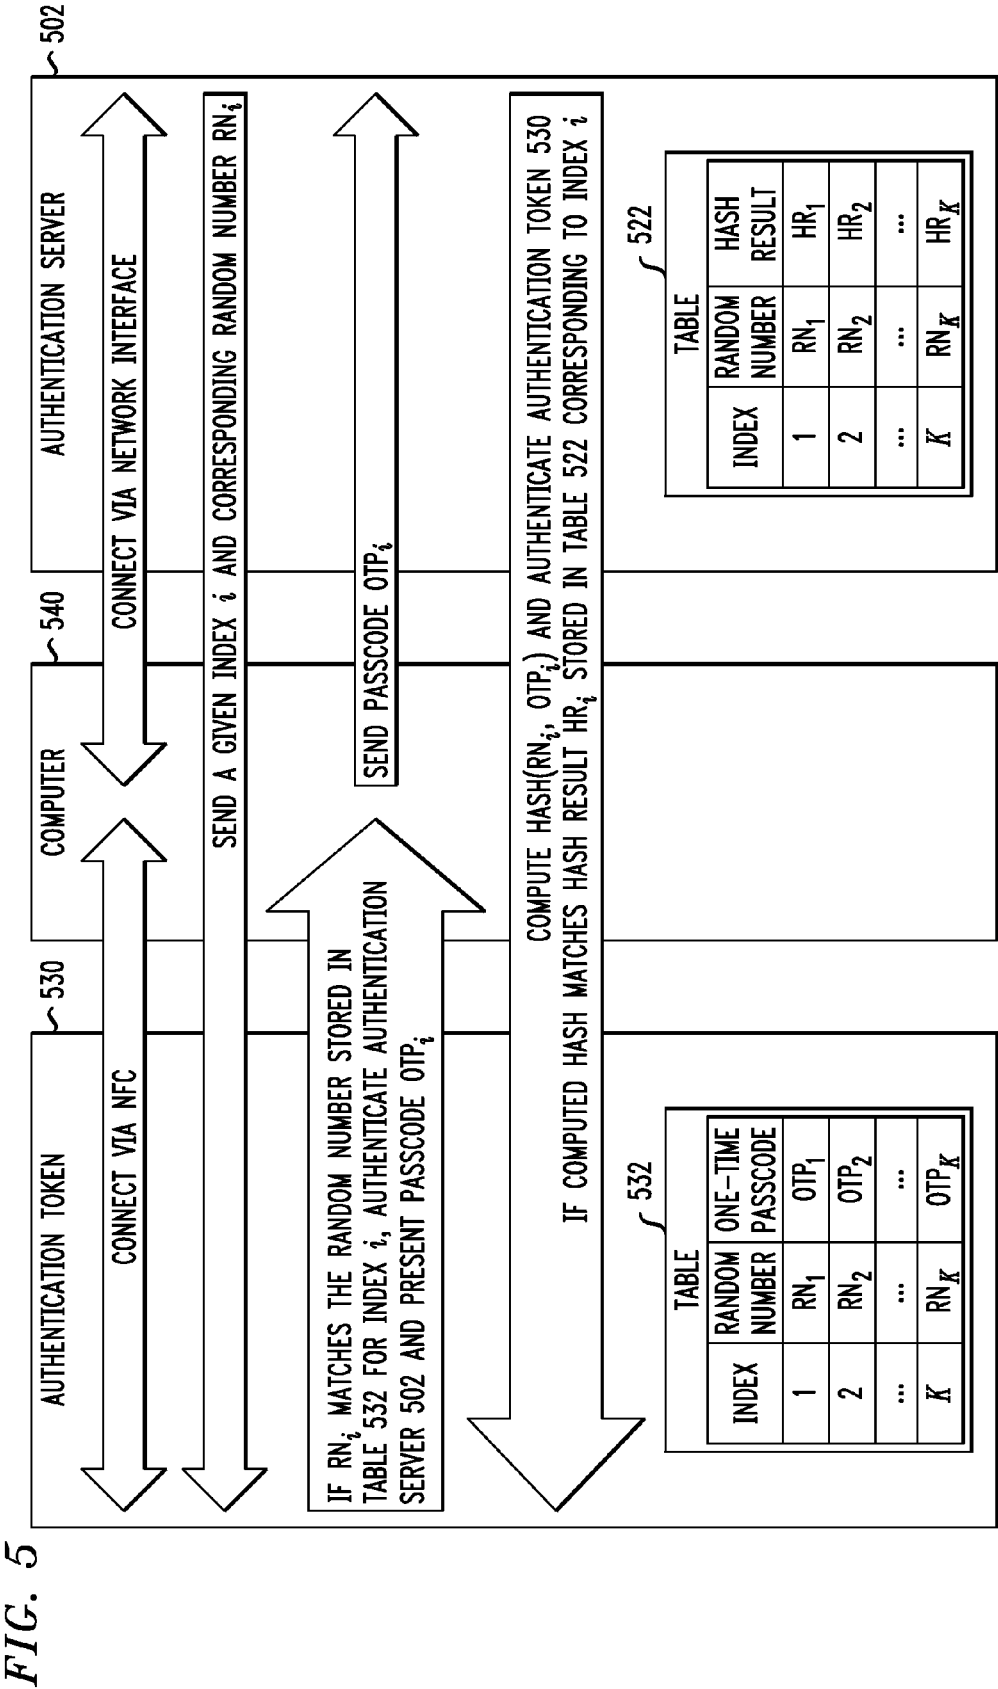 FIG. 5
AUTHENTICATION TOKEN
530
COMPUTER
540
AUTHENTICATION SERVER
502
CONNECT VIA NFC
CONNECT VIA NETWORK INTERFACE
SEND A GIVEN INDEX i AND CORRESPONDING RANDOM NUMBER RNi
IF RNi MATCHES THE RANDOM NUMBER STORED IN
TABLE 532 FOR INDEX i, AUTHENTICATE AUTHENTICATION
SERVER 502 AND PRESENT PASSCODE OTPi
SEND PASSCODE OTPi
COMPUTE HASH(RNi, OTPi) AND AUTHENTICATE AUTHENTICATION TOKEN 530
IF COMPUTED HASH MATCHES HASH RESULT HRi STORED IN TABLE 522 CORRESPONDING TO INDEX i
532
TABLE
INDEX RANDOM NUMBER ONE-TIME PASSCODE
1 RN1 OTP1
2 RN2 OTP2
... ... ...
K RNK OTPK
522
TABLE
INDEX RANDOM NUMBER HASH RESULT
1 RN1 HR1
2 RN2 HR2
... ... ...
K RNK HRK